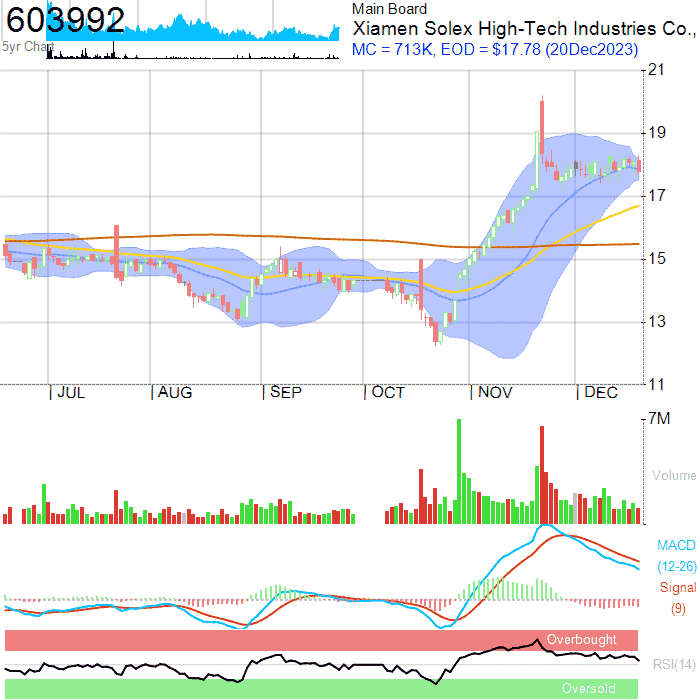 603992
5yr Chart
Main Board
Xiamen Solex High-Tech Industries Co.,
MC = 713K, EOD = $17.78 (20Dec2023)
21
19
17
15
13
11
JUL
AUG
SEP
OCT
NOV
DEC
7M
Volume
MACD
(12-26)
Signal
(9)
Overbought
RSI(14)
Oversold